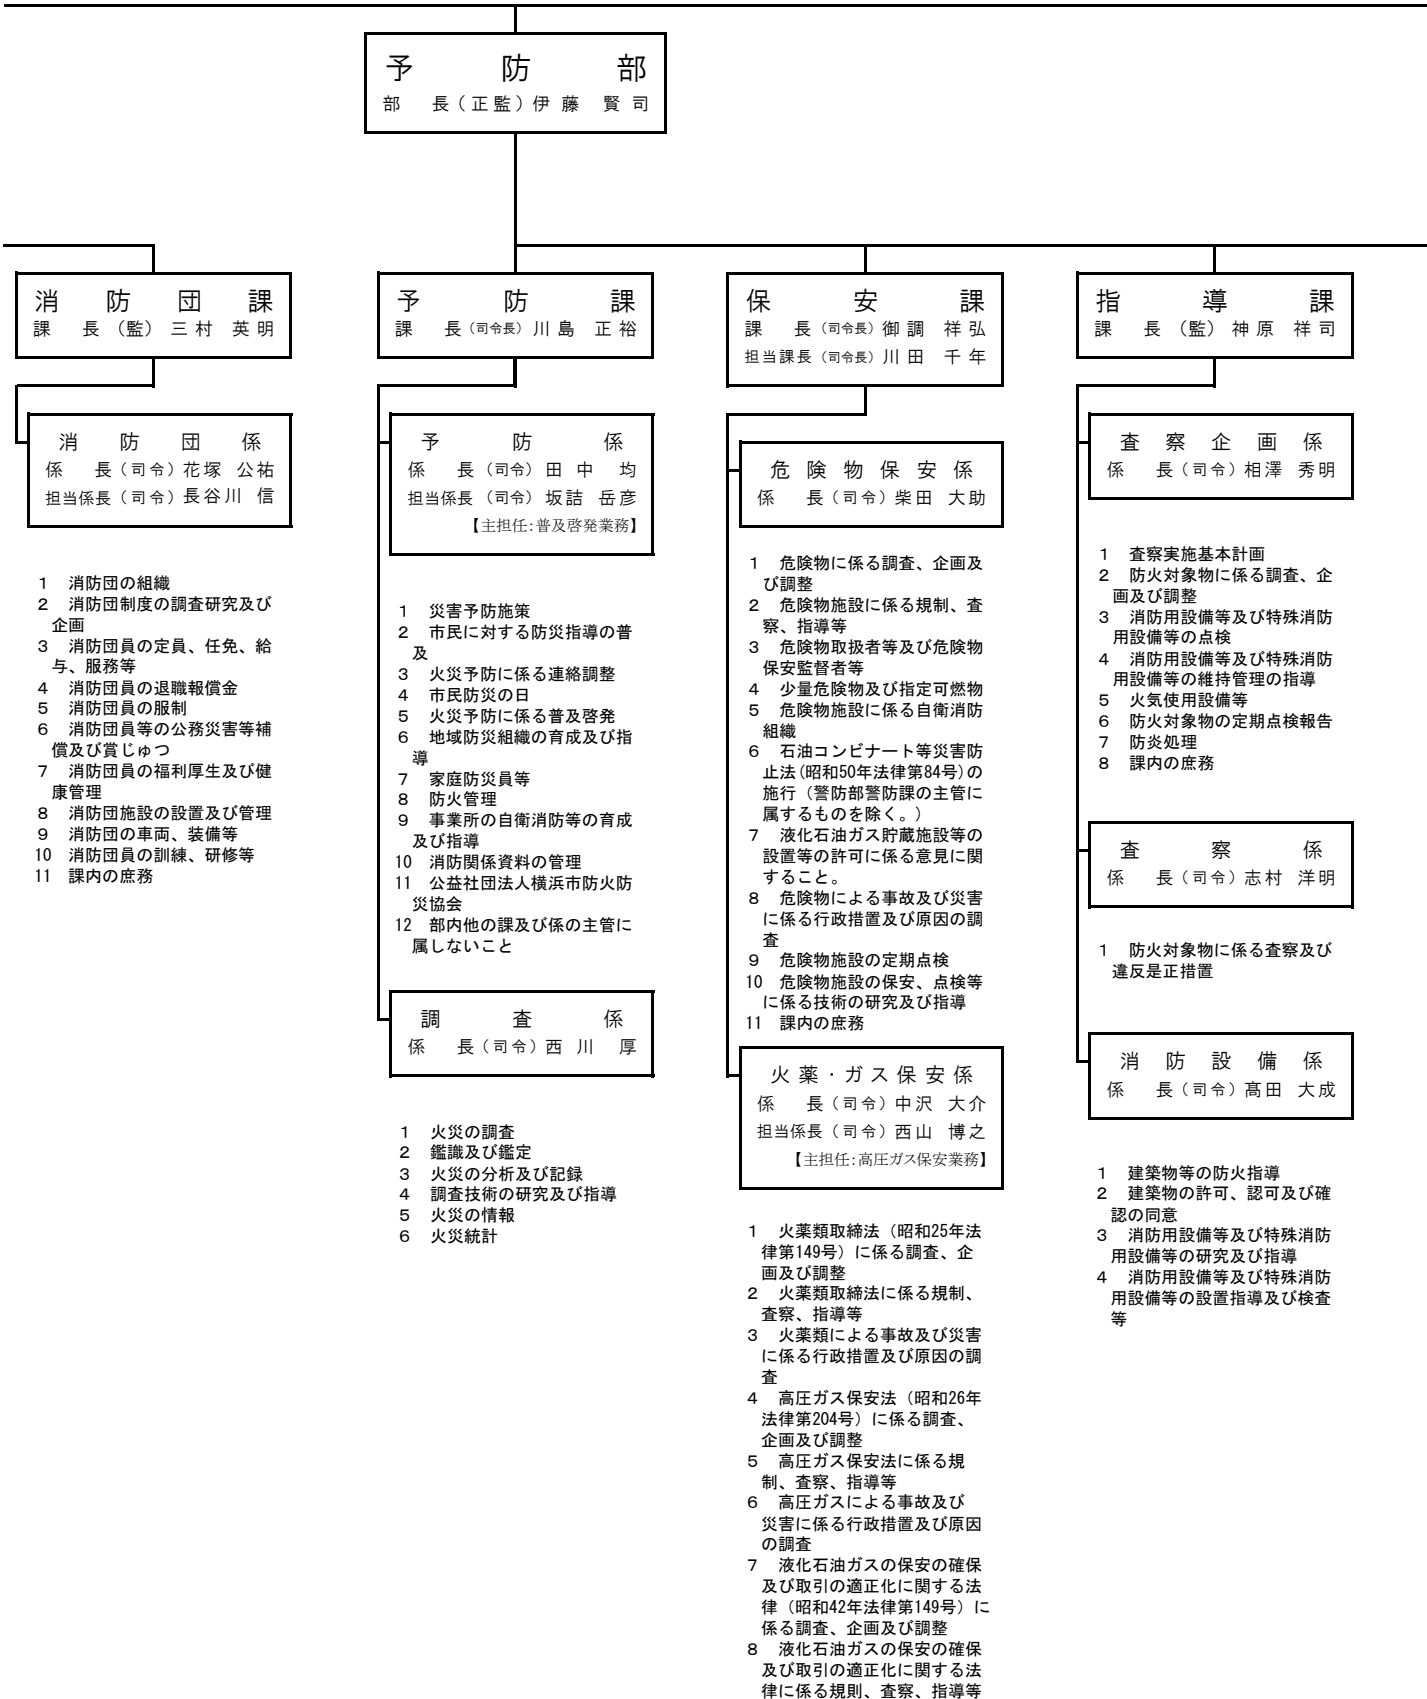 予防部
部長（正監）伊藤 賢司
消防団課
課長（監）三村 英明
消防団係
係長（司令）花塚 公祐
担当係長（司令）長谷川 信
1 消防団の組織
2 消防団制度の調査研究及び
企画
3 消防団員の定員、任免、給
与、服務等
4 消防団員の退職報償金
5 消防団員の服制
6 消防団員等の公務災害等補
償及び賞じゅつ
7 消防団員の福利厚生及び健
康管理
8 消防団施設の設置及び管理
9 消防団の車両、装備等
10 消防団員の訓練、研修等
11 課内の庶務
予防課
課長（司令長）川島 正裕
予防係
係長（司令）田中 均
担当係長（司令）坂詰 岳彦
【主担任：普及啓発業務】
1 災害予防施策
2 市民に対する防災指導の普
及
3 火災予防に係る連絡調整
4 市民防災の日
5 火災予防に係る普及啓発
6 地域防災組織の育成及び指
導
7 家庭防災員等
8 防火管理
9 事業所の自衛消防等の育成
及び指導
10 消防関係資料の管理
11 公益社団法人横浜市防火防
災協会
12 部内他の課及び係の主管に
属しないこと
調査係
係長（司令）西川 厚
1 火災の調査
2 鑑識及び鑑定
3 火災の分析及び記録
4 調査技術の研究及び指導
5 火災の情報
6 火災統計
保安課
課長（司令長）御調 祥弘
担当課長（司令長）川田 千年
危険物保安係
係長（司令）柴田 大助
1 危険物に係る調査、企画及
び調整
2 危険物施設に係る規制、査
察、指導等
3 危険物取扱者等及び危険物
保安監督者等
4 少量危険物及び指定可燃物
5 危険物施設に係る自衛消防
組織
6 石油コンビナート等災害防
止法（昭和50年法律第84号）の
施行（警防部警防課の主管に
属するものを除く。）
7 液化石油ガス貯蔵施設等の
設置等の許可に係る意見に関
すること。
8 危険物による事故及び災害
に係る行政措置及び原因の調
査
9 危険物施設の定期点検
10 危険物施設の保安、点検等
に係る技術の研究及び指導
11 課内の庶務
火薬・ガス保安係
係長（司令）中沢 大介
担当係長（司令）西山 博之
【主担任：高圧ガス保安業務】
1 火薬類取締法（昭和25年法
律第149号）に係る調査、企
画及び調整
2 火薬類取締法に係る規制、
査察、指導等
3 火薬類による事故及び災害
に係る行政措置及び原因の調
査
4 高圧ガス保安法（昭和26年
法律第204号）に係る調査、
企画及び調整
5 高圧ガス保安法に係る規
制、査察、指導等
6 高圧ガスによる事故及び
災害に係る行政措置及び原因
の調査
7 液化石油ガスの保安の確保
及び取引の適正化に関する法
律（昭和42年法律第149号）に
係る調査、企画及び調整
8 液化石油ガスの保安の確保
及び取引の適正化に関する法
律に係る規則、査察、指導等
指導課
課長（監）神原 祥司
査察企画係
係長（司令）相澤 秀明
1 査察実施基本計画
2 防火対象物に係る調査、企
画及び調整
3 消防用設備等及び特殊消防
用設備等の点検
4 消防用設備等及び特殊消防
用設備等の維持管理の指導
5 火気使用設備等
6 防火対象物の定期点検報告
7 防炎処理
8 課内の庶務
査察係
係長（司令）志村 洋明
1 防火対象物に係る査察及び
違反是正措置
消防設備係
係長（司令）髙田 大成
1 建築物等の防火指導
2 建築物の許可、認可及び確
認の同意
3 消防用設備等及び特殊消防
用設備等の研究及び指導
4 消防用設備等及び特殊消防
用設備等の設置指導及び検査
等